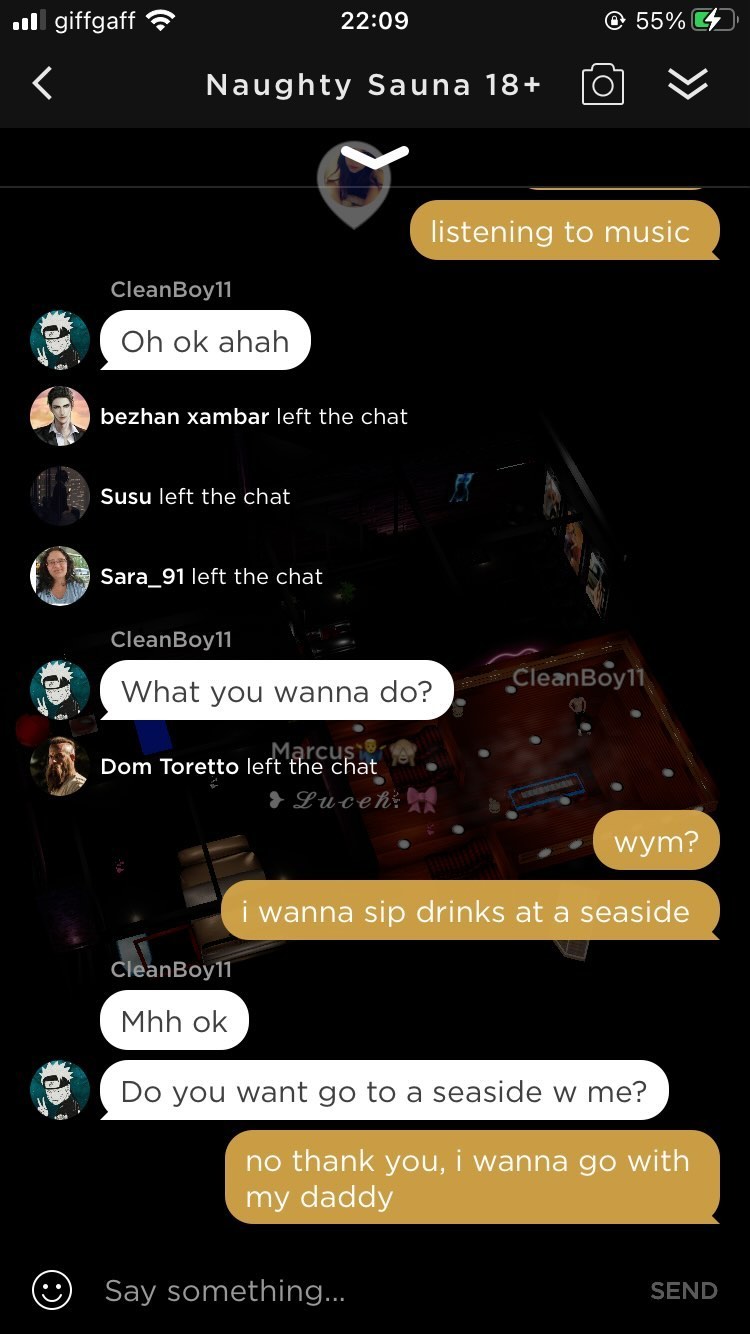 giffgaff 22:09 55%
Naughty Sauna 18+
listening to music
CleanBoy11
Oh ok ahah
bezhan xambar left the chat
Susu left the chat
Sara_91 left the chat
CleanBoy11
What you wanna do?
CleanBoy11
Marcus
Dom Toretto left the chat
𝓛𝓾𝓬𝓮𝓱:
wym?
i wanna sip drinks at a seaside
CleanBoy11
Mhh ok
Do you want go to a seaside w me?
no thank you, i wanna go with
my daddy
Say something...
SEND